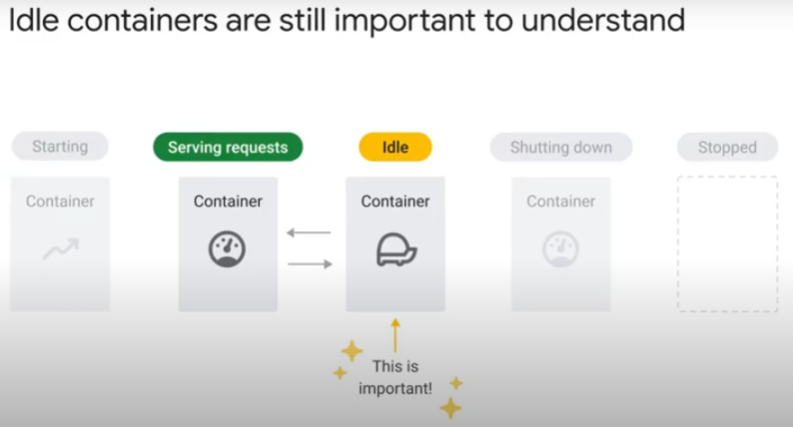 Idle containers are still important to understand
Starting
Serving requests
Idle
Shutting down
Stopped
Container
Container
Container
Container
This is
important!